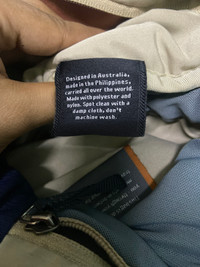 Designed in Australia,
made in the Philippines,
carried all over the world.
Made with polyester and
nylon. Spot clean with a
damp cloth, don't
machine wash.